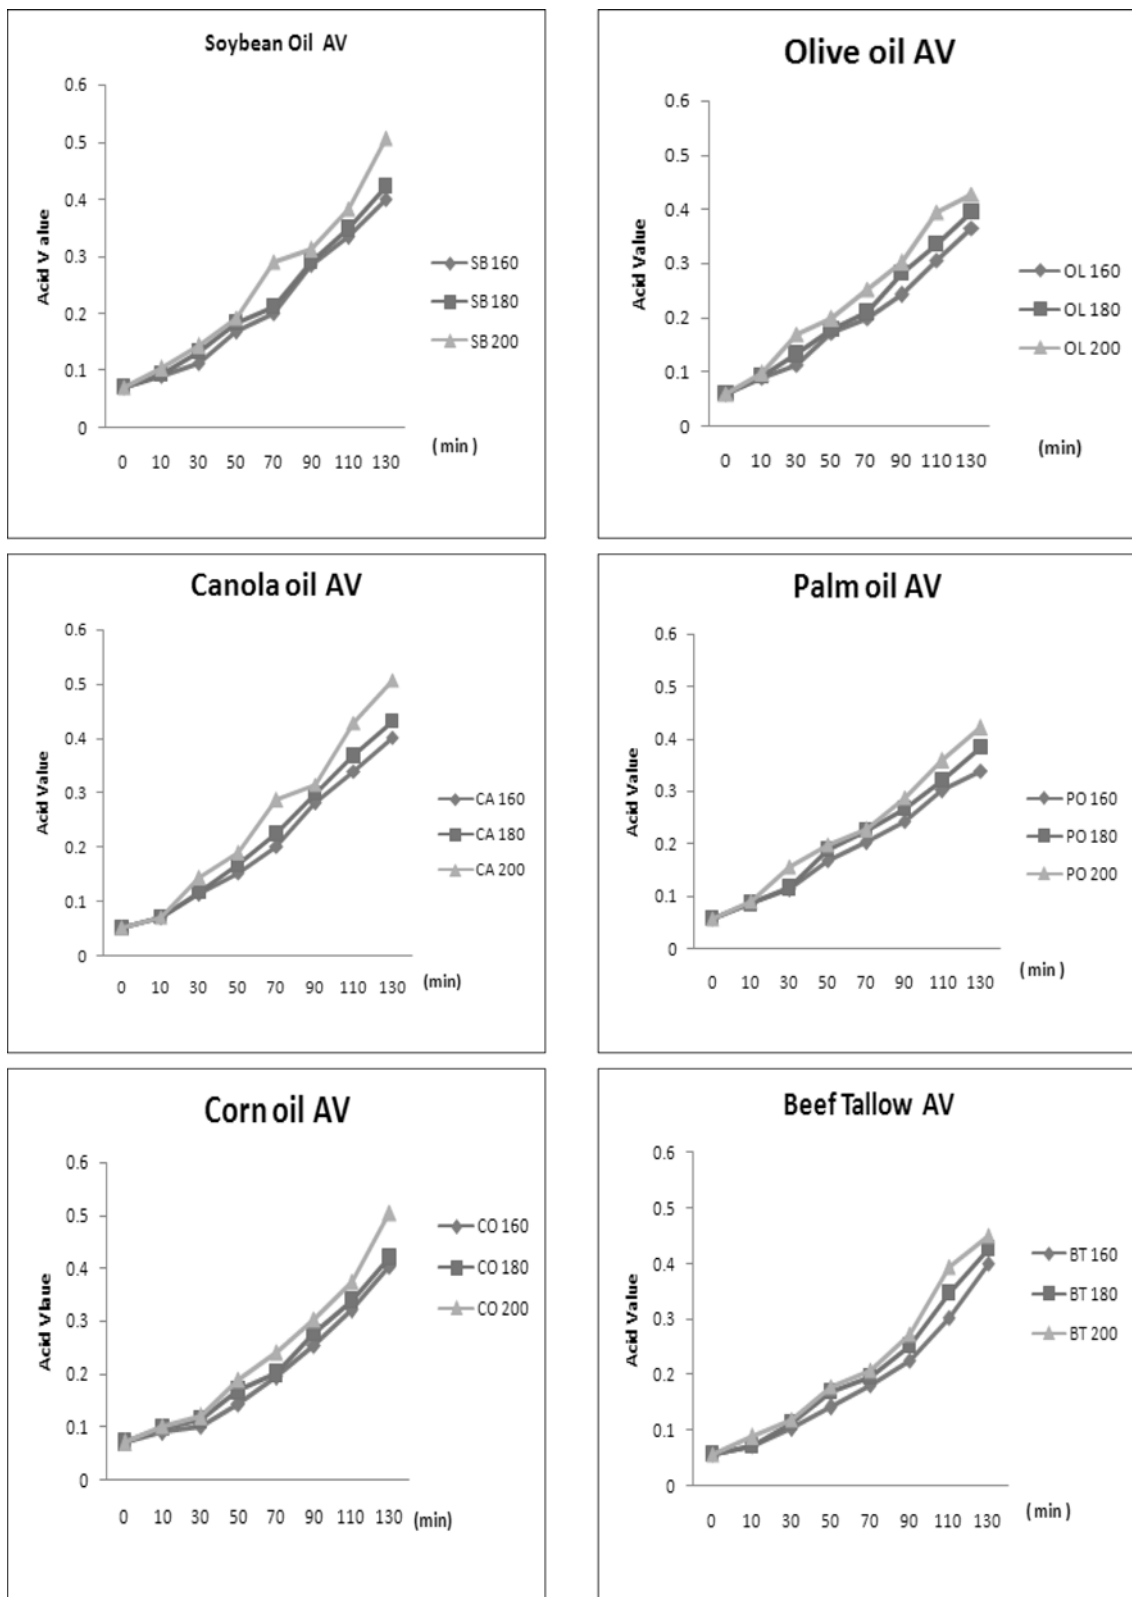 Soybean Oil AV
0.6
0.5
0.4
0.3
0.2
0.1
0
Acid V alue
0 10 30 50 70 90 110 130
( min )
SB 160
SB 180
SB 200
Olive oil AV
0.6
0.5
0.4
0.3
0.2
0.1
0
Acid Value
0 10 30 50 70 90 110 130
(min)
OL 160
OL 180
OL 200
Canola oil AV
0.6
0.5
0.4
0.3
0.2
0.1
0
Acid Value
0 10 30 50 70 90 110 130
(min)
CA 160
CA 180
CA 200
Palm oil AV
0.6
0.5
0.4
0.3
0.2
0.1
0
Acid Value
0 10 30 50 70 90 110 130
( min )
PO 160
PO 180
PO 200
Corn oil AV
0.6
0.5
0.4
0.3
0.2
0.1
0
Acid Vlaue
0 10 30 50 70 90 110 130
(min)
CO 160
CO 180
CO 200
Beef Tallow AV
0.6
0.5
0.4
0.3
0.2
0.1
0
Acid Value
0 10 30 50 70 90 110 130
( min )
BT 160
BT 180
BT 200